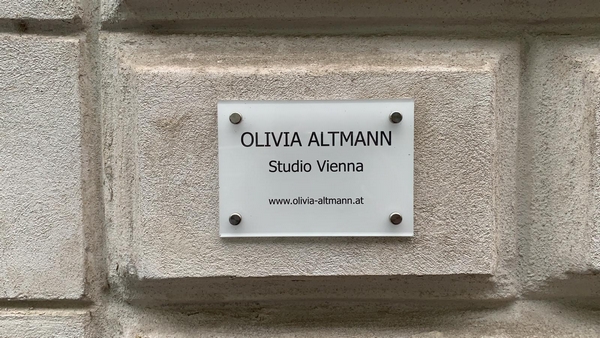 OLIVIA ALTMANN
Studio Vienna
www.olivia-altmann.at